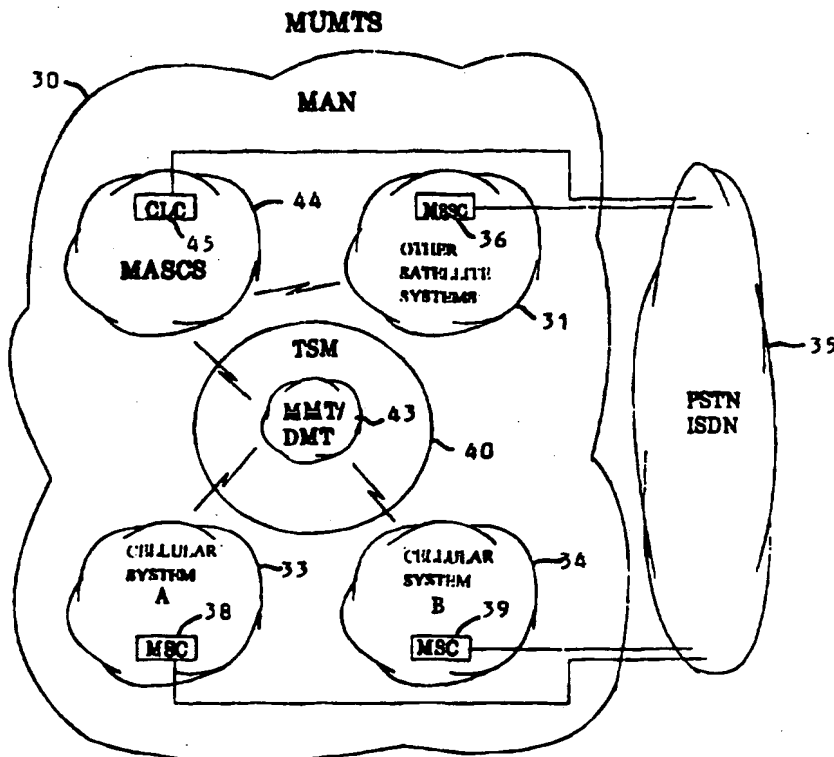 MUMTS
30
MAN
CLC
45
44
MASCS
MSSC
36
OTHER
SATELLITE
SYSTEMS
31
35
PSTN
ISDN
TSM
MMT/
DMT
43
40
CELLULAR
SYSTEM
A
33
38
MSC
CELLULAR
SYSTEM
B
34
39
MSC